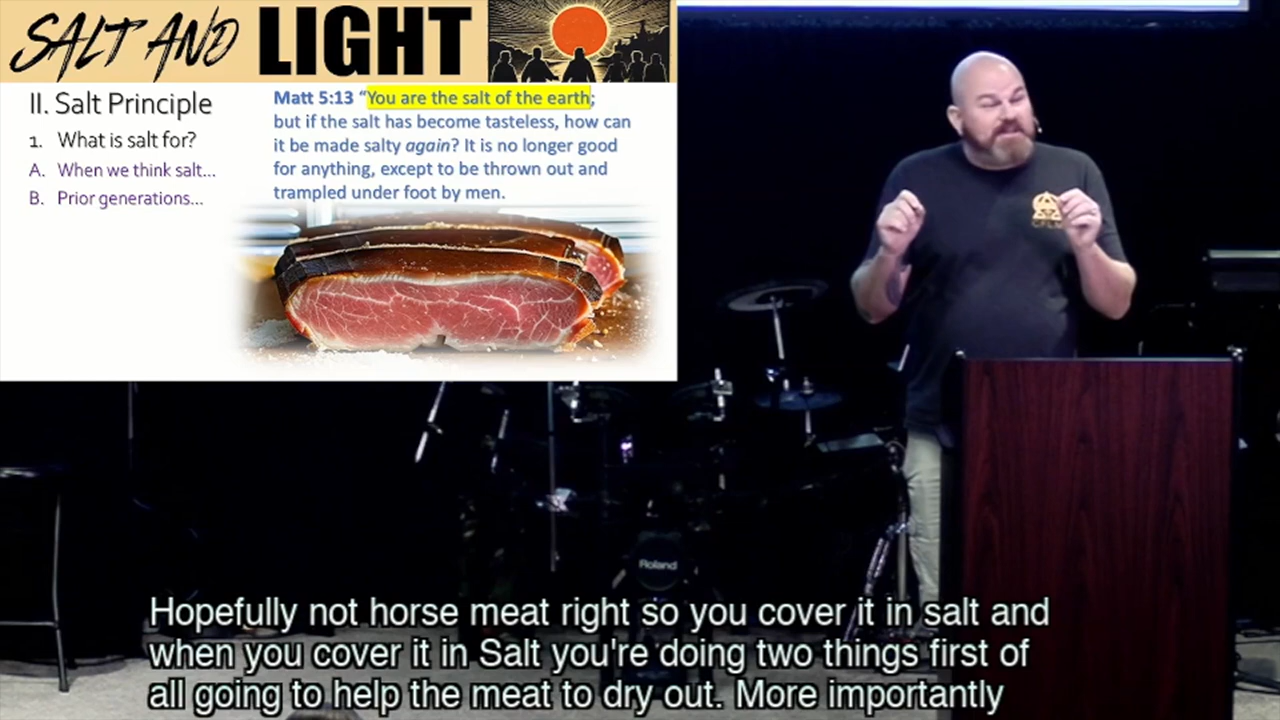 SALT AND LIGHT
II. Salt Principle
1. What is salt for?
A. When we think salt...
B. Prior generations...
Matt 5:13 "You are the salt of the earth;
but if the salt has become tasteless, how can
it be made salty again? It is no longer good
for anything, except to be thrown out and
trampled under foot by men.
Roland
Hopefully not horse meat right so you cover it in salt and
when you cover it in Salt you're doing two things first of
all going to help the meat to dry out. More importantly